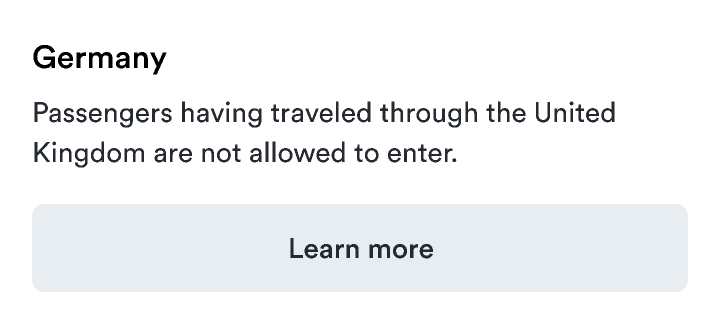 Germany
Passengers having traveled through the United
Kingdom are not allowed to enter.
Learn more